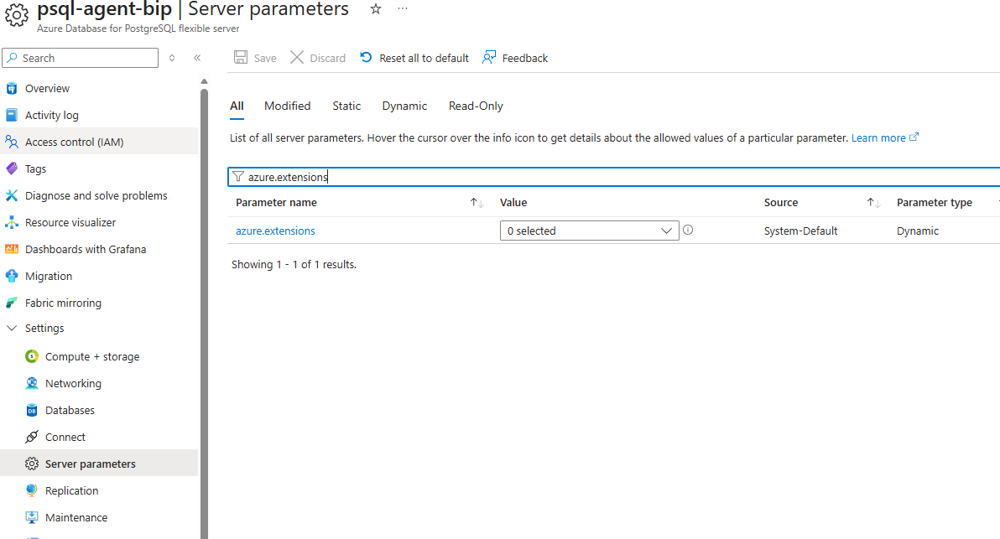 psql-agent-bip | Server parameters
Azure Database for PostgreSQL flexible server
Search
Save
Discard
Reset all to default
Feedback
Overview
Activity log
Access control (IAM)
Tags
Diagnose and solve problems
Resource visualizer
Dashboards with Grafana
Migration
Fabric mirroring
Settings
Compute + storage
Networking
Databases
Connect
Server parameters
Replication
Maintenance
All Modified Static Dynamic Read-Only
List of all server parameters. Hover the cursor over the info icon to get details about the allowed values of a particular parameter. Learn more
azure.extensions
Parameter name Value Source Parameter type
azure.extensions 0 selected System-Default Dynamic
Showing 1 - 1 of 1 results.